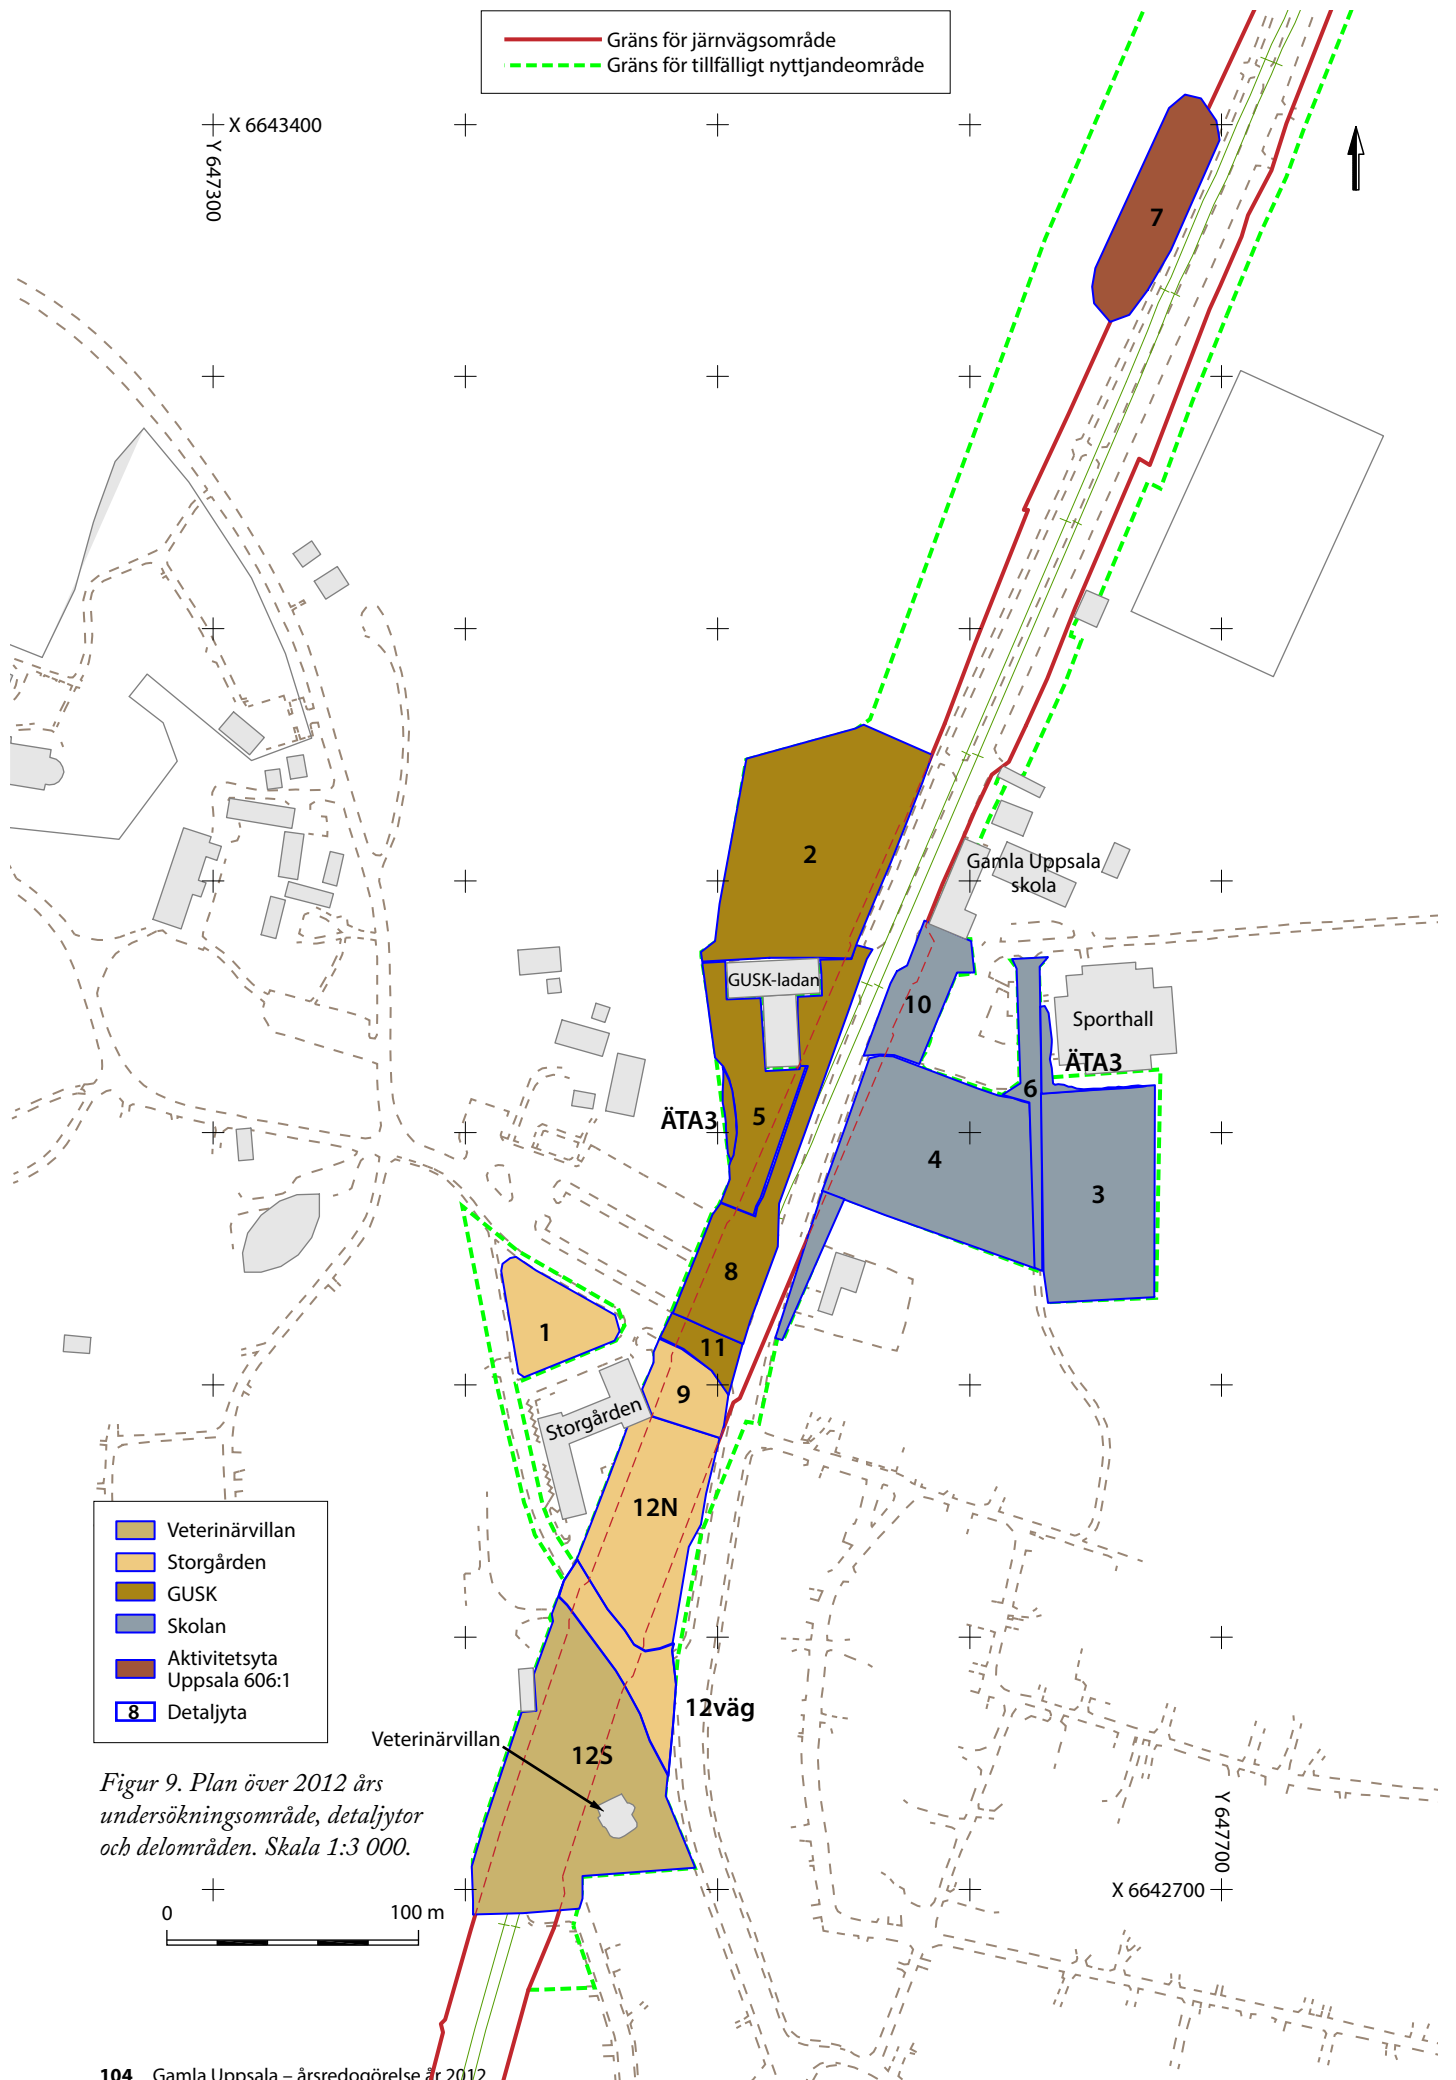 Gräns för järnvägsområde
Gräns för tillfälligt nyttjandeområde
X 6643400
Y 647300
7
2
Gamla Uppsala
skola
GUSK-ladan
10
Sporthall
ÄTA3
6
ÄTA3
5
4
3
8
1
11
9
Storgården
12N
Veterinärvillan
Storgården
GUSK
Skolan
Aktivitetsyta
Uppsala 606:1
8 Detaljyta
12väg
Veterinärvillan
12S
Figur 9. Plan över 2012 års
undersökningsområde, detaljytor
och delområden. Skala 1:3 000.
Y 647700
X 6642700
0 100 m
104 Gamla Uppsala – årsredogörelse år 2012